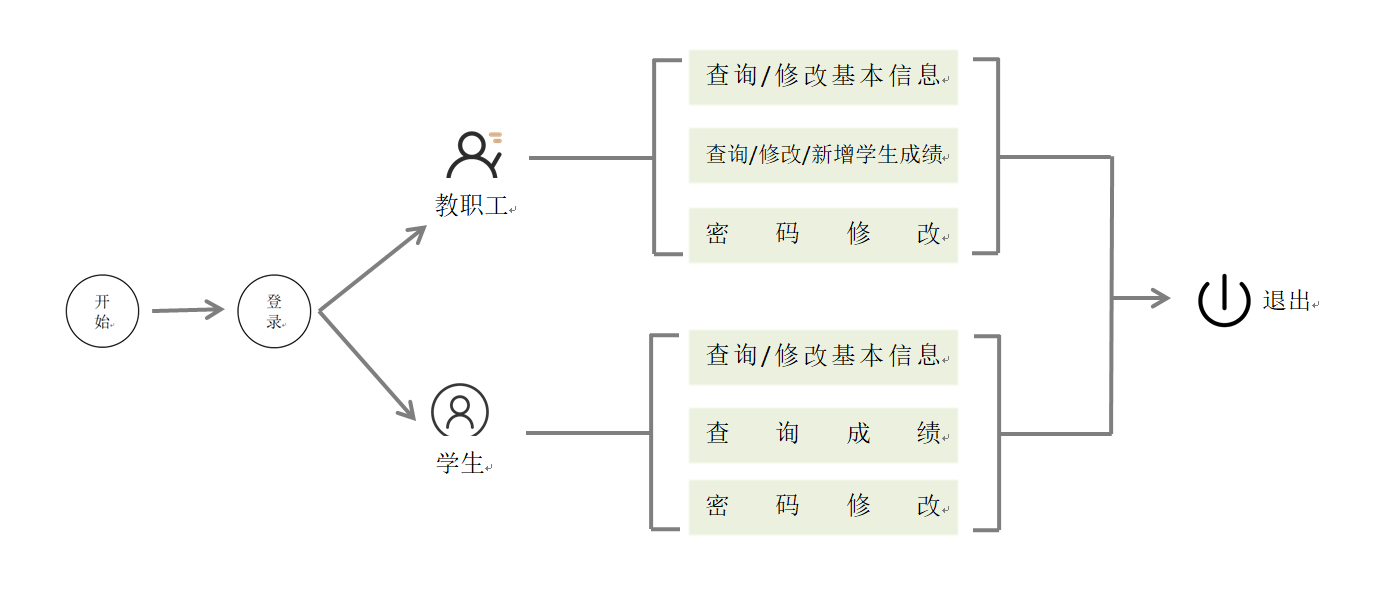 开
始
登
录
教职工
查询/修改基本信息
查询/修改/新增学生成绩
密码修改
学生
查询/修改基本信息
查询成绩
密码修改
退出